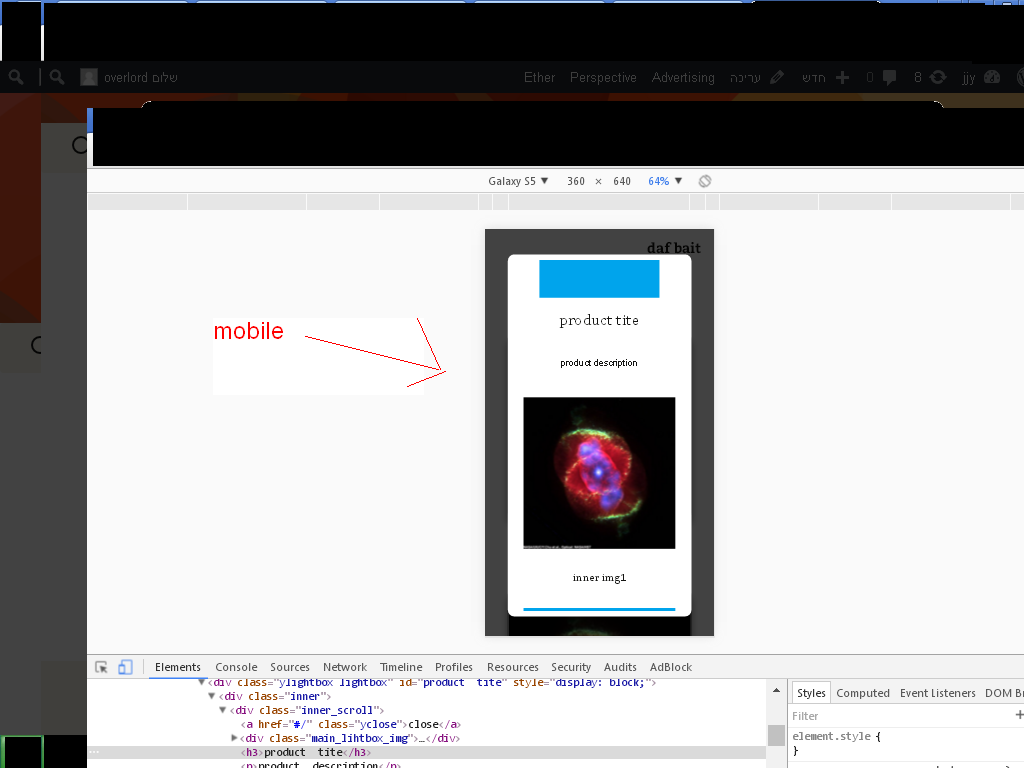 overlord שלום
Ether Perspective Advertising עריכה חדש 0 8 jjy
Galaxy S5 ▼ 360 × 640 64% ▼
daf bait
product tite
mobile
product description
inner img1
Elements Console Sources Network Timeline Profiles Resources Security Audits AdBlock
▼<div class="ylightbox lightbox" id="product tite" style="display: block;">
▼<div class="inner">
▼<div class="inner_scroll">
<a href="#/" class="yclose">close</a>
▶<div class="main_lihtbox_img">…</div>
<h3>product tite</h3>
<p>product description</p>
Styles Computed Event Listeners DOM Br
Filter
element.style {
}